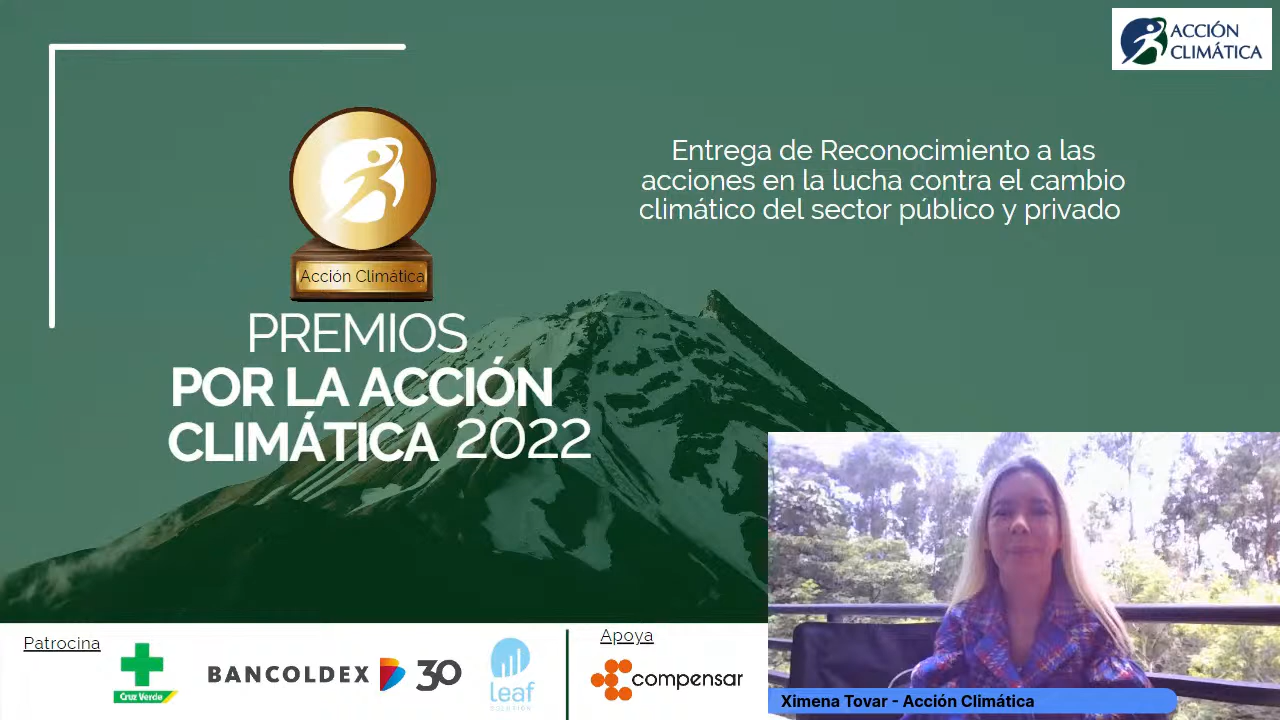 ACCIÓN
CLIMÁTICA
Entrega de Reconocimiento a las
acciones en la lucha contra el cambio
climático del sector público y privado
Acción Climática
PREMIOS
POR LA ACCIÓN
CLIMÁTICA 2022
Patrocina
Cruz Verde
BANCOLDEX 30
leaf
SOLUTION
Apoya
compensar
Ximena Tovar - Acción Climática